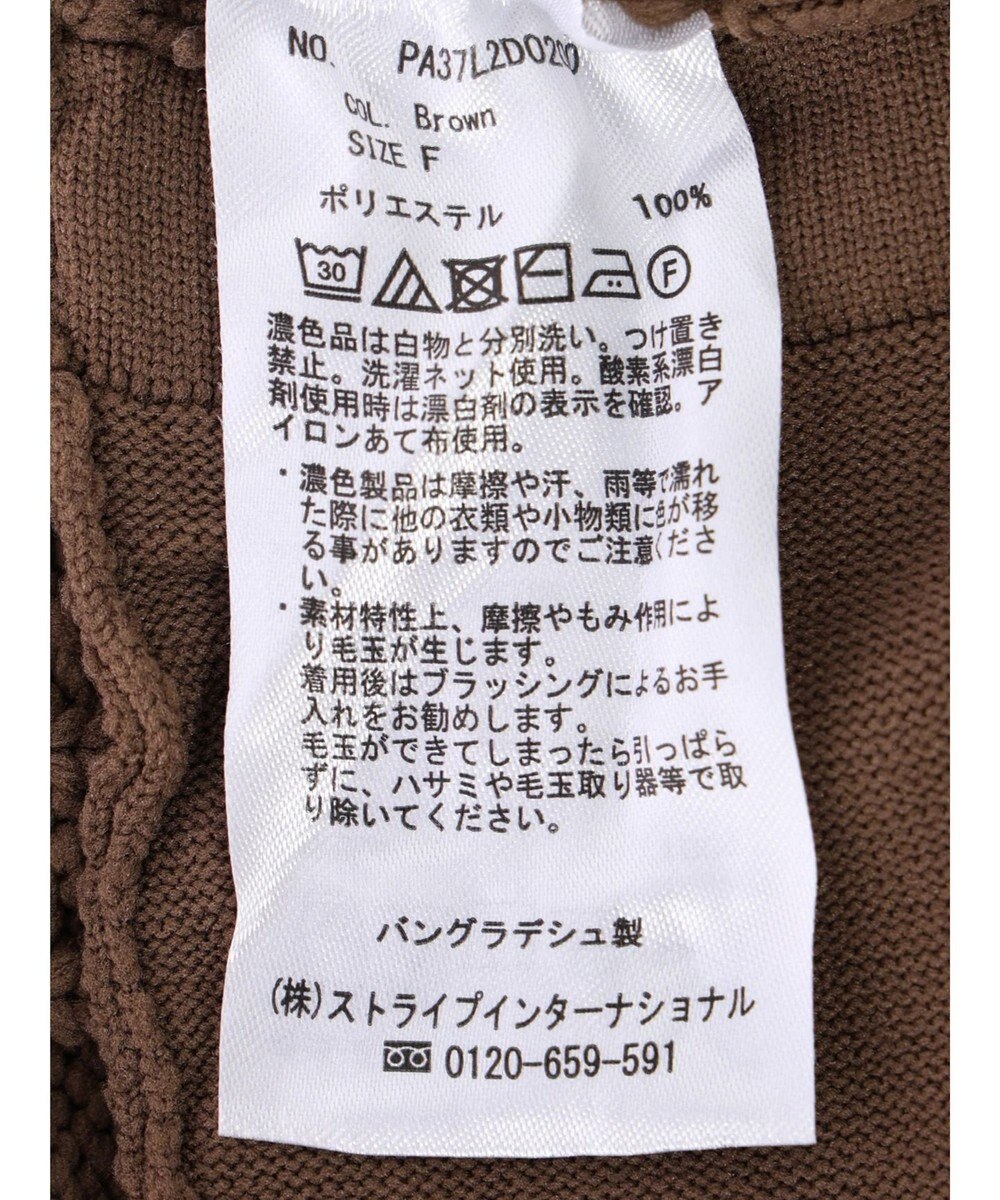 NO. PA37L2D0200
COL. Brown
SIZE F
ポリエステル 100%
30 F
濃色品は白物と分別洗い。つけ置き
禁止。洗濯ネット使用。酸素系漂白
剤使用時は漂白剤の表示を確認。ア
イロンあて布使用。
・濃色製品は摩擦や汗、雨等で濡れ
た際に他の衣類や小物類に色が移
る事がありますのでご注意くださ
い。
・素材特性上、摩擦やもみ作用によ
り毛玉が生じます。
着用後はブラッシングによるお手
入れをお勧めします。
毛玉ができてしまったら引っぱら
ずに、ハサミや毛玉取り器等で取
り除いてください。
バングラデシュ製
(株)ストライプインターナショナル
0120-659-591